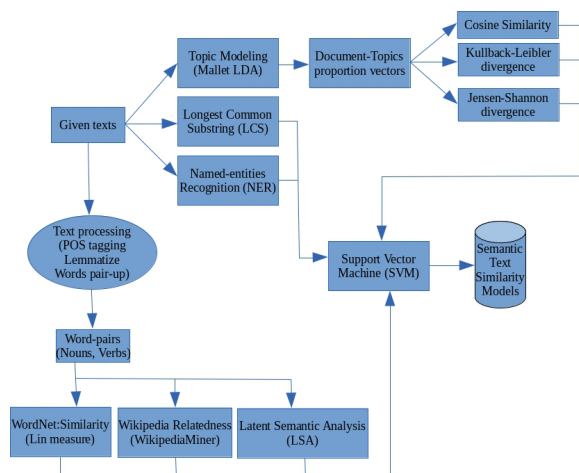 Cosine Similarity
Topic Modeling
(Mallet LDA)
Document-Topics
proportion vectors
Kullback-Leibler
divergence
Jensen-Shannon
divergence
Given texts
Longest Common
Substring (LCS)
Named-entities
Recognition (NER)
Text processing
(POS tagging
Lemmatize
Words pair-up)
Support Vector
Machine (SVM)
Semantic
Text
Similarity
Models
Word-pairs
(Nouns, Verbs)
WordNet:Similarity
(Lin measure)
Wikipedia Relatedness
(WikipediaMiner)
Latent Semantic Analysis
(LSA)